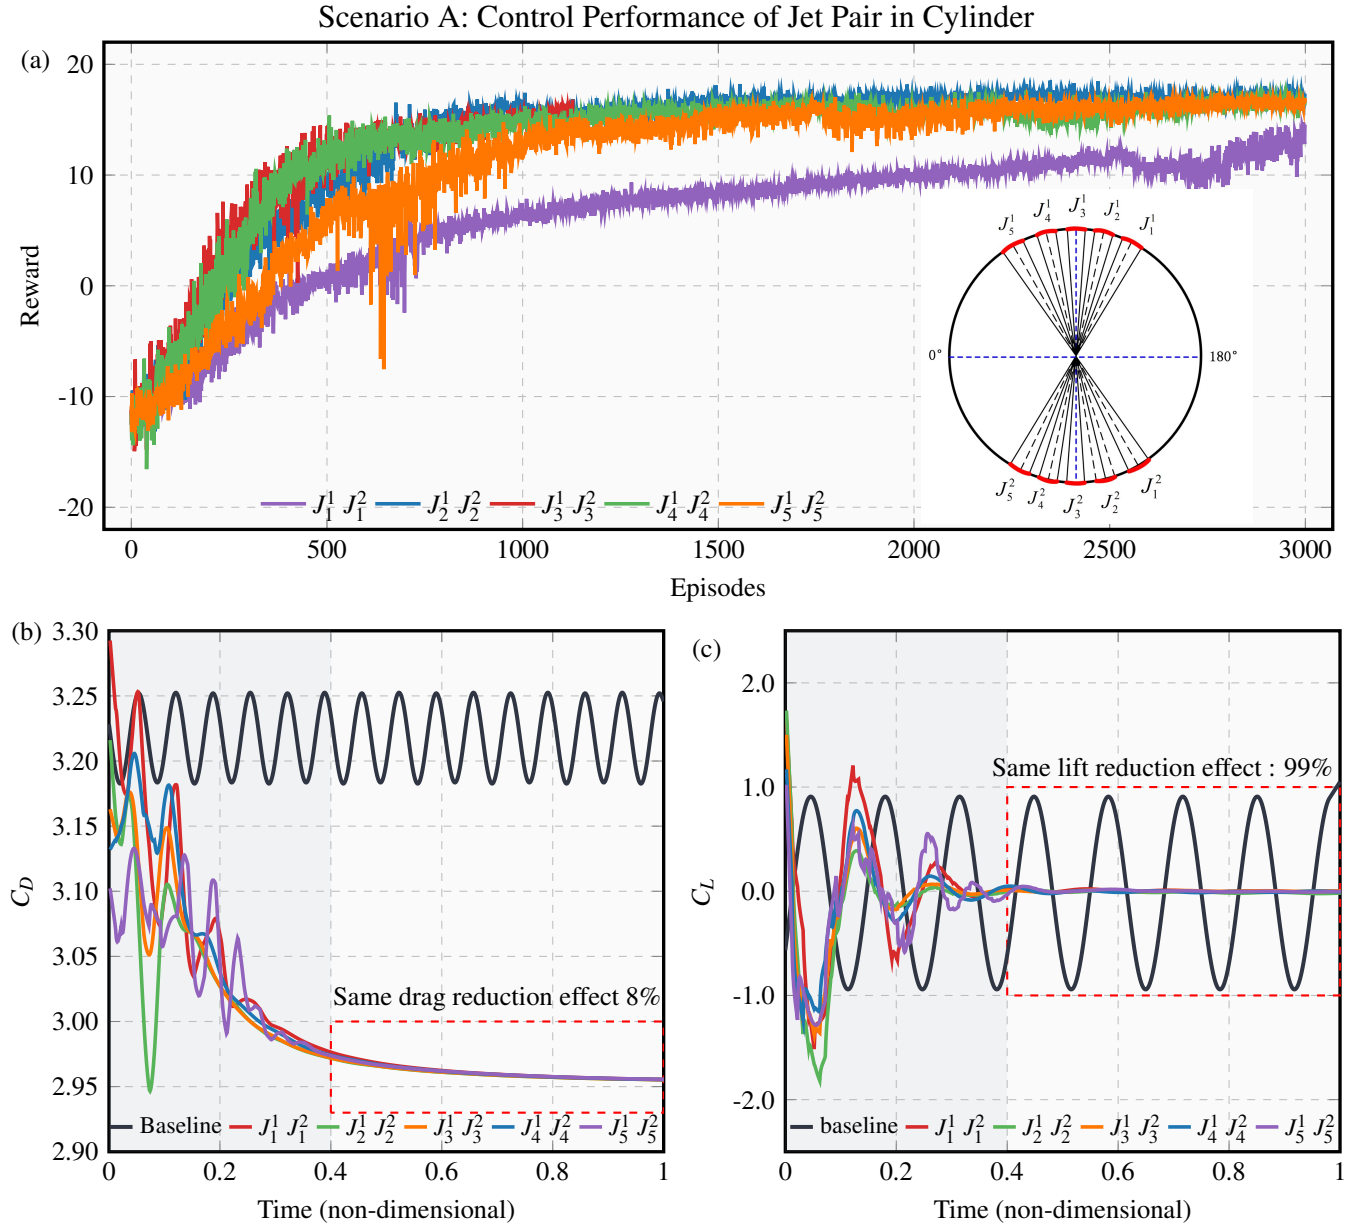 Scenario A: Control Performance of Jet Pair in Cylinder
(a)
20
10
0
-10
-20
Reward
0 500 1000 1500 2000 2500 3000
Episodes
J_1^1 J_1^2 J_2^1 J_2^2 J_3^1 J_3^2 J_4^1 J_4^2 J_5^1 J_5^2
J_5^1 J_4^1 J_3^1 J_2^1 J_1^1
0° 180°
J_5^2 J_4^2 J_3^2 J_2^2 J_1^2
(b)
3.30
3.25
3.20
3.15
3.10
3.05
3.00
2.95
2.90
C_D
Same drag reduction effect 8%
Baseline J_1^1 J_1^2 J_2^1 J_2^2 J_3^1 J_3^2 J_4^1 J_4^2 J_5^1 J_5^2
0 0.2 0.4 0.6 0.8 1
Time (non-dimensional)
(c)
2.0
1.0
0.0
-1.0
-2.0
C_L
Same lift reduction effect : 99%
baseline J_1^1 J_1^2 J_2^1 J_2^2 J_3^1 J_3^2 J_4^1 J_4^2 J_5^1 J_5^2
0 0.2 0.4 0.6 0.8 1
Time (non-dimensional)